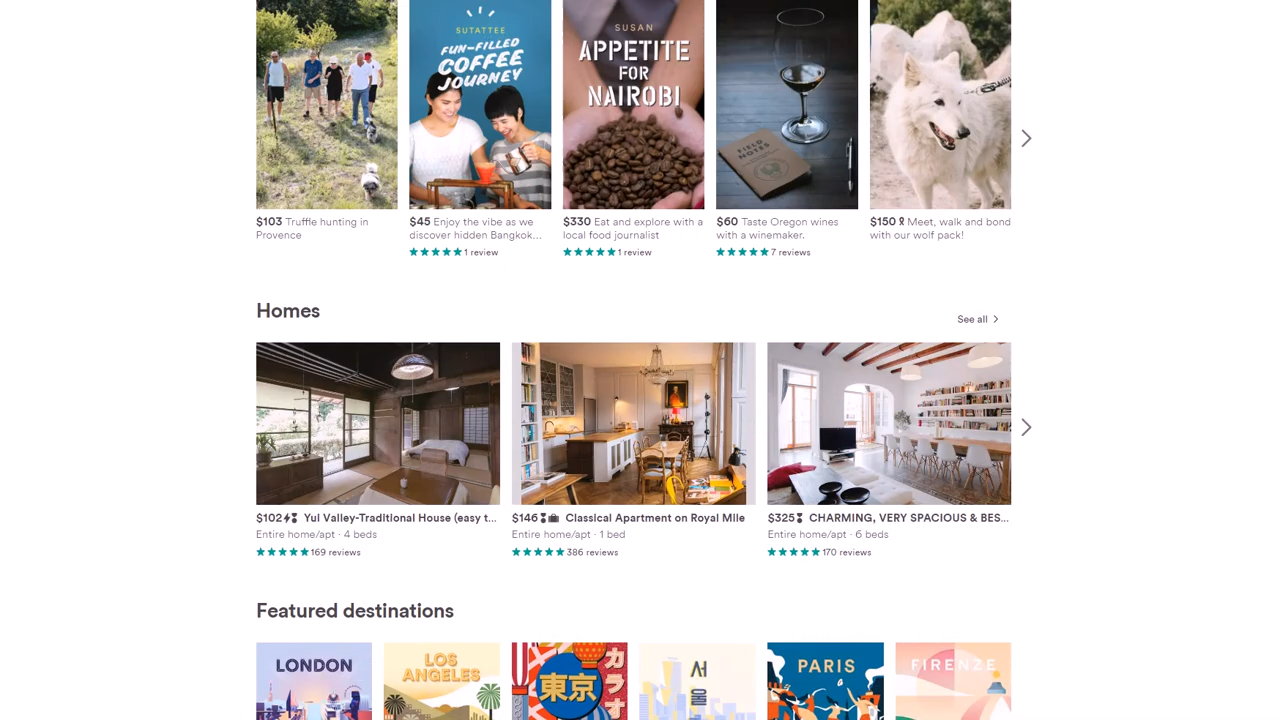 SUTATTEE
FUN-FILLED
COFFEE
JOURNEY
SUSAN
APPETITE
FOR
NAIROBI
FIELD
NOTES
$103 Truffle hunting in
Provence
$45 Enjoy the vibe as we
discover hidden Bangkok...
1 review
$330 Eat and explore with a
local food journalist
1 review
$60 Taste Oregon wines
with a winemaker.
7 reviews
$150 Meet, walk and bond
with our wolf pack!
Homes
See all
$102 Yui Valley-Traditional House (easy t...
Entire home/apt · 4 beds
169 reviews
$146 Classical Apartment on Royal Mile
Entire home/apt · 1 bed
386 reviews
$325 CHARMING, VERY SPACIOUS & BES...
Entire home/apt · 6 beds
170 reviews
Featured destinations
LONDON
LOS
ANGELES
東京
カラオ
서울
PARIS
FIRENZE